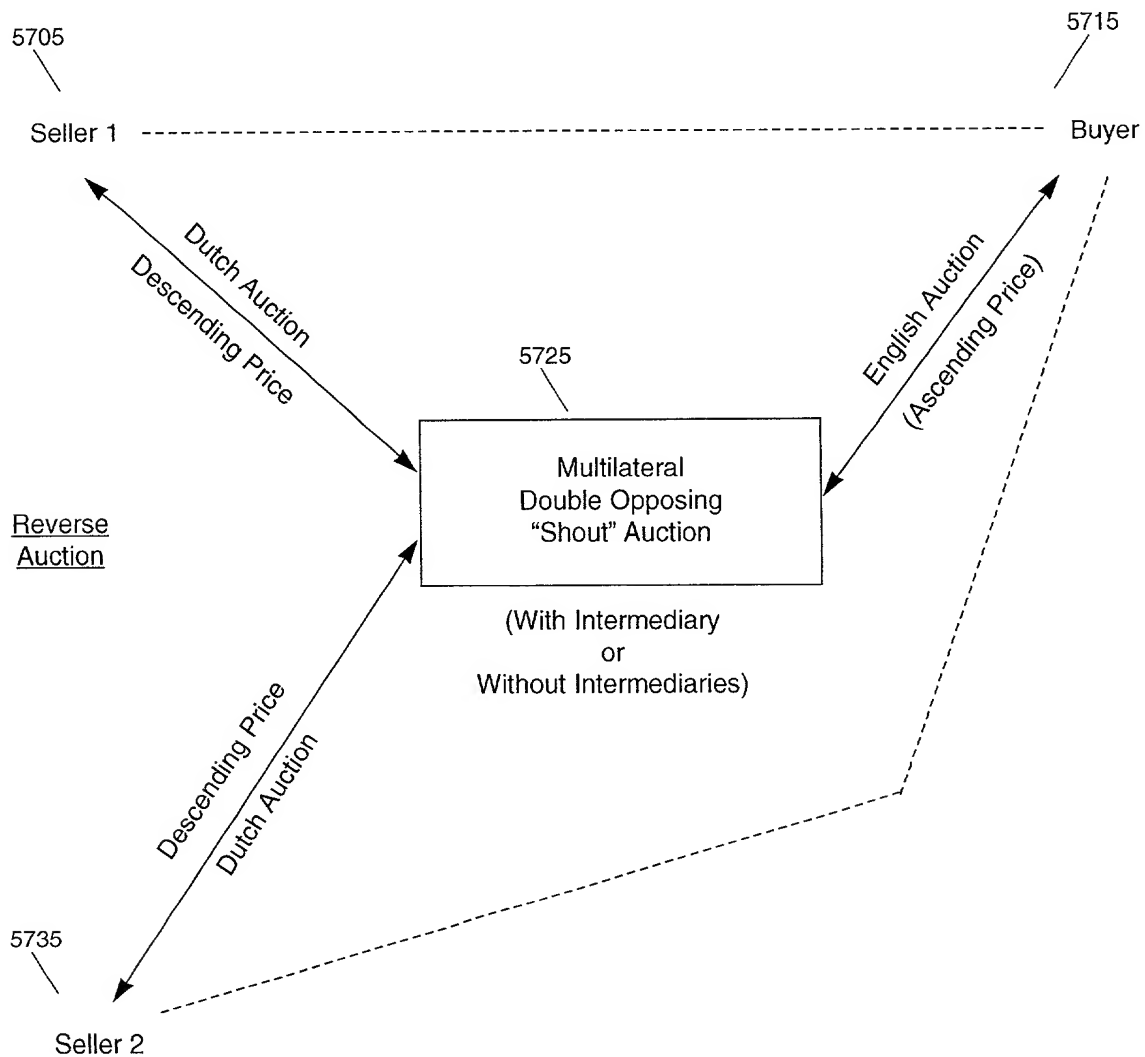 5705
5715
Seller 1
Buyer
Dutch Auction
Descending Price
English Auction
(Ascending Price)
5725
Multilateral
Double Opposing
“Shout” Auction
Reverse
Auction
(With Intermediary
or
Without Intermediaries)
Descending Price
Dutch Auction
5735
Seller 2